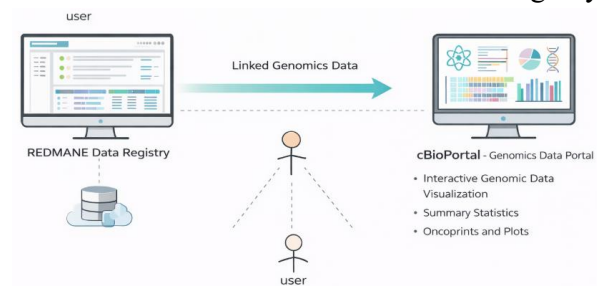 user
Linked Genomics Data
REDMANE Data Registry
cBioPortal - Genomics Data Portal
• Interactive Genomic Data
Visualization
• Summary Statistics
• Oncoprints and Plots
user